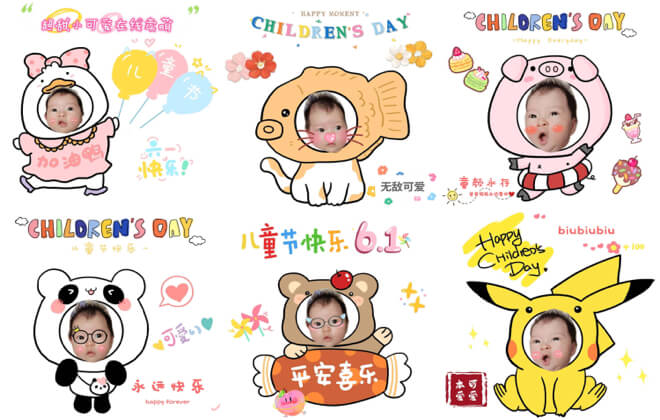 超甜小可爱在线卖萌
儿童节
加油鸭
六一
快乐!
HAPPY MOMENT
CHILDREN'S DAY
无敌可爱
CHILDREN'S DAY
Happy Everyday
童颜永存
CHILDREN'S DAY
儿童节快乐
可爱
永远快乐
happy forever
儿童节快乐 6.1
平安喜乐
Happy
Children's
Day.
biubiubiu
+100
可爱
本爱